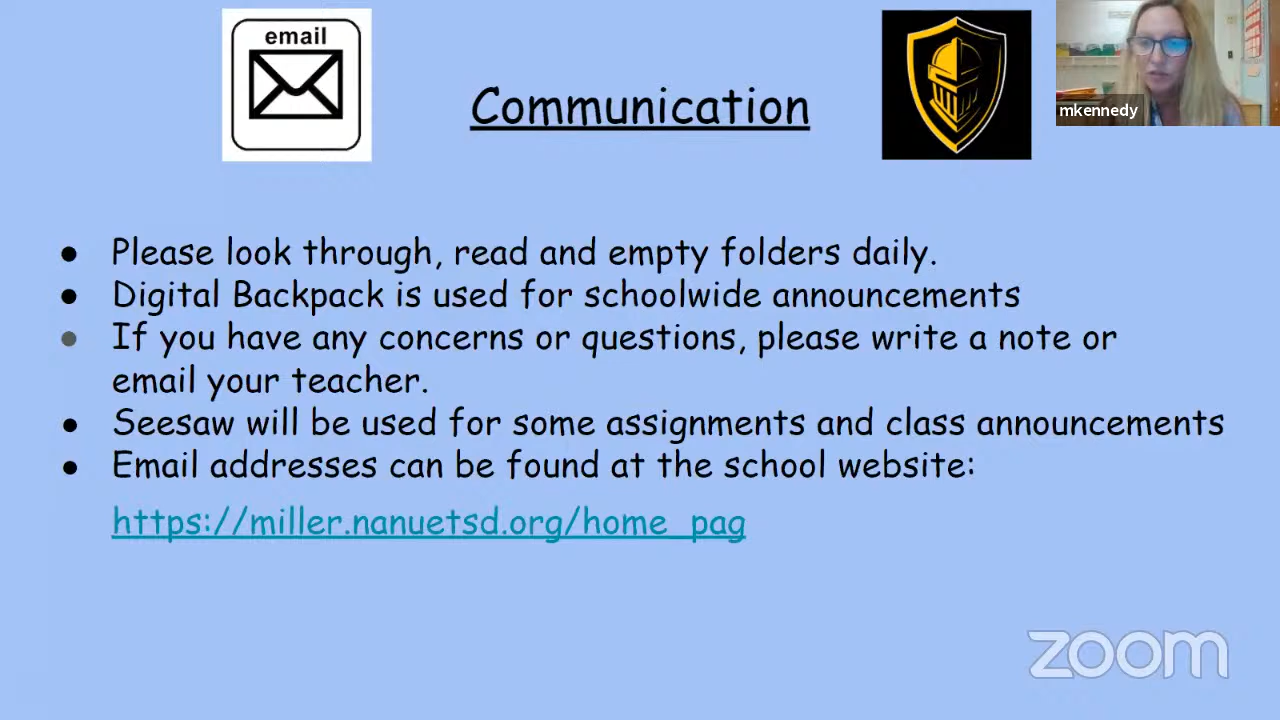 email
Communication
mkennedy
● Please look through, read and empty folders daily.
● Digital Backpack is used for schoolwide announcements
● If you have any concerns or questions, please write a note or
email your teacher.
● Seesaw will be used for some assignments and class announcements
● Email addresses can be found at the school website:
https://miller.nanuetsd.org/home_pag
zoom